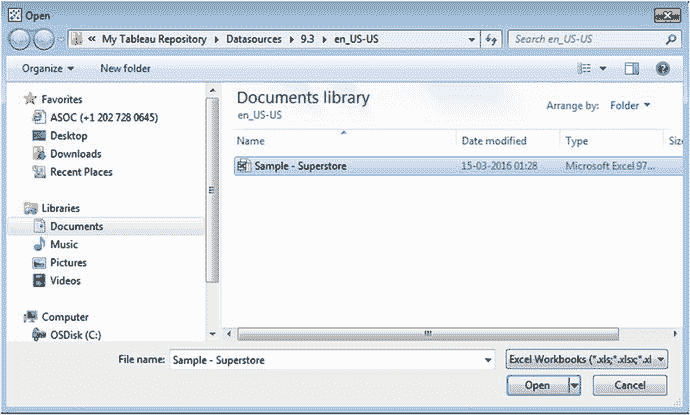 Open
« My Tableau Repository ▸ Datasources ▸ 9.3 ▸ en_US-US
Search en_US-US
Organize ▾ New folder
Favorites
ASOC (+1 202 728 0645)
Desktop
Downloads
Recent Places
Libraries
Documents
Music
Pictures
Videos
Computer
OSDisk (C:)
Documents library
en_US-US
Arrange by: Folder ▾
Name Date modified Type Size
Sample - Superstore 15-03-2016 01:28 Microsoft Excel 97...
File name: Sample - Superstore
Excel Workbooks (*.xls;*.xlsx;*.xl
Open Cancel